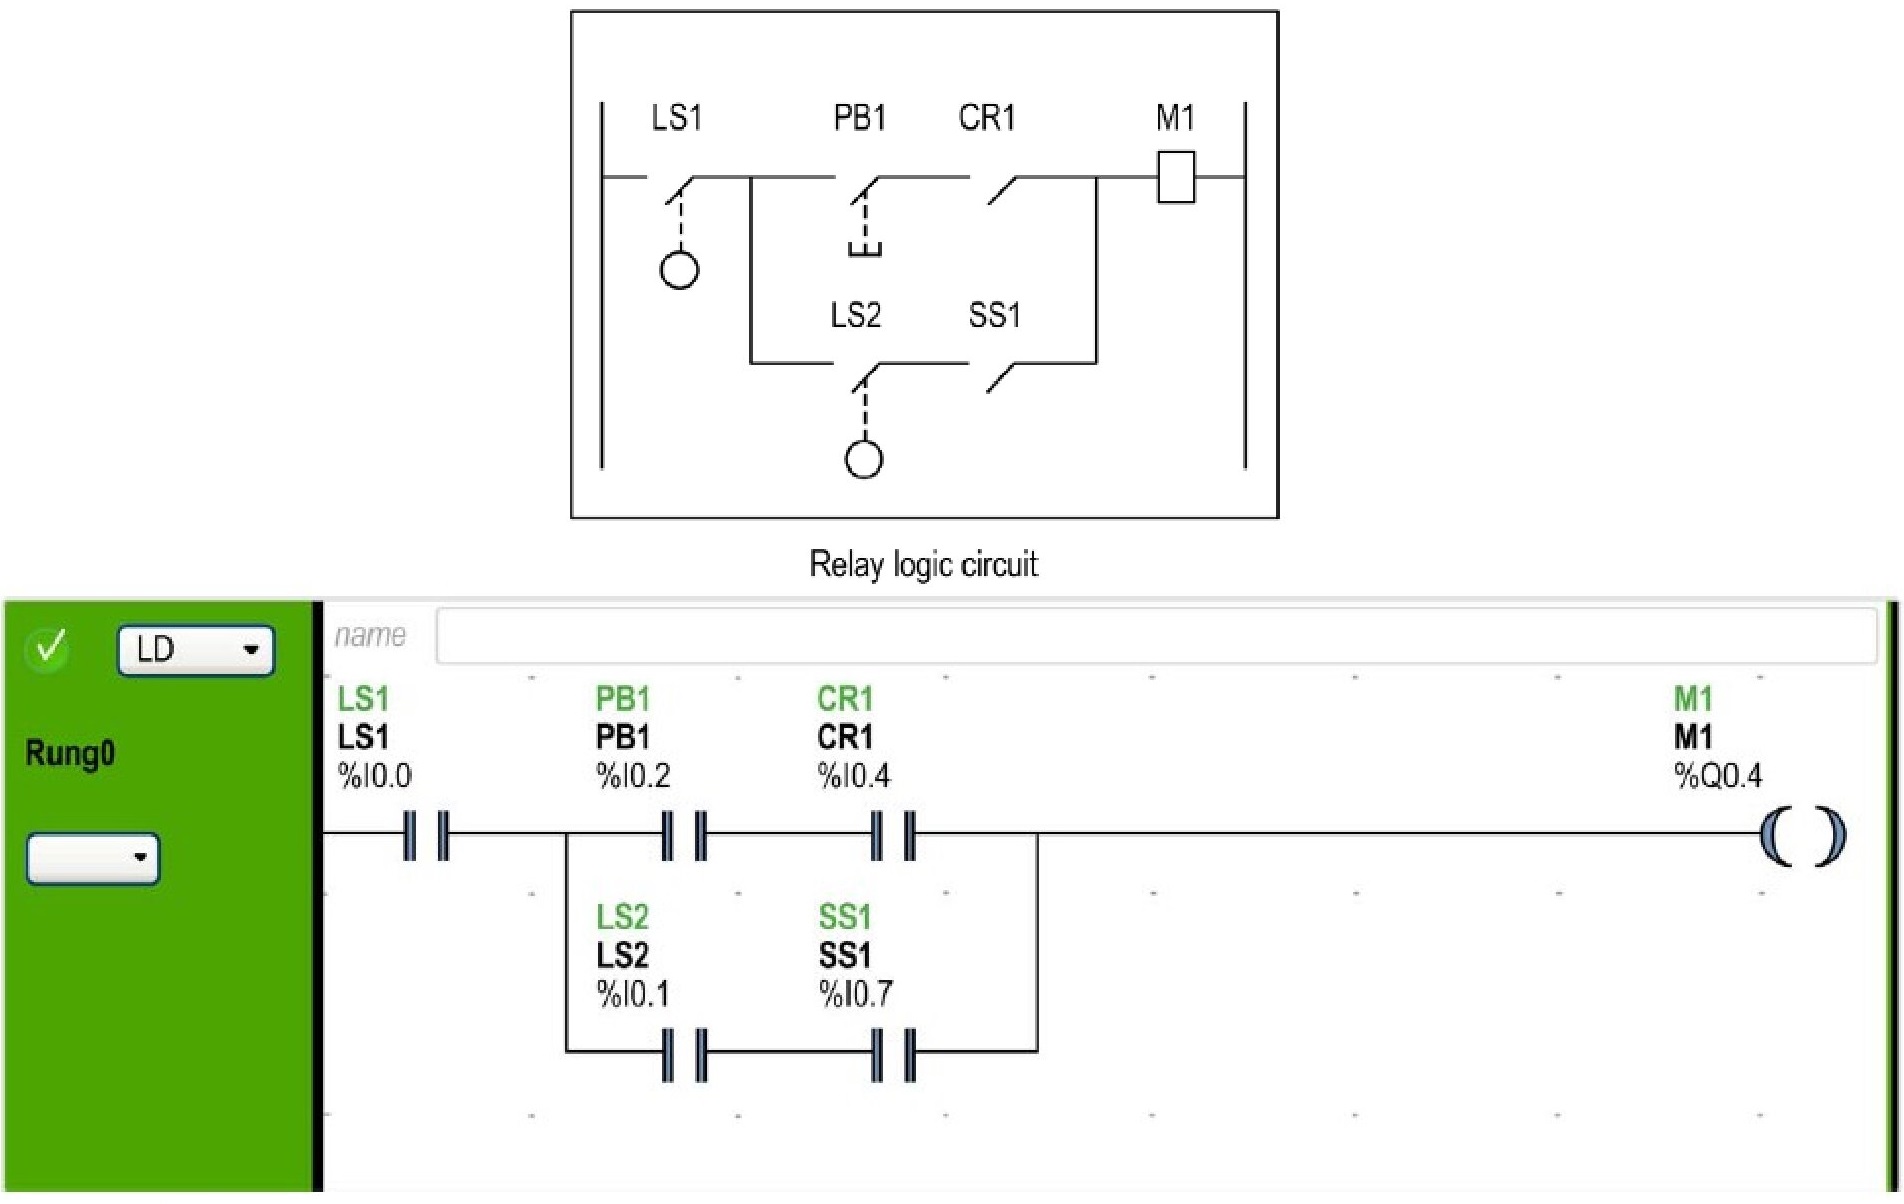 LS1 PB1 CR1 M1
LS2 SS1
Relay logic circuit
LD name
LS1 PB1 CR1 M1
Rung0 LS1 PB1 CR1 M1
%I0.0 %I0.2 %I0.4 %Q0.4
LS2 SS1
LS2 SS1
%I0.1 %I0.7